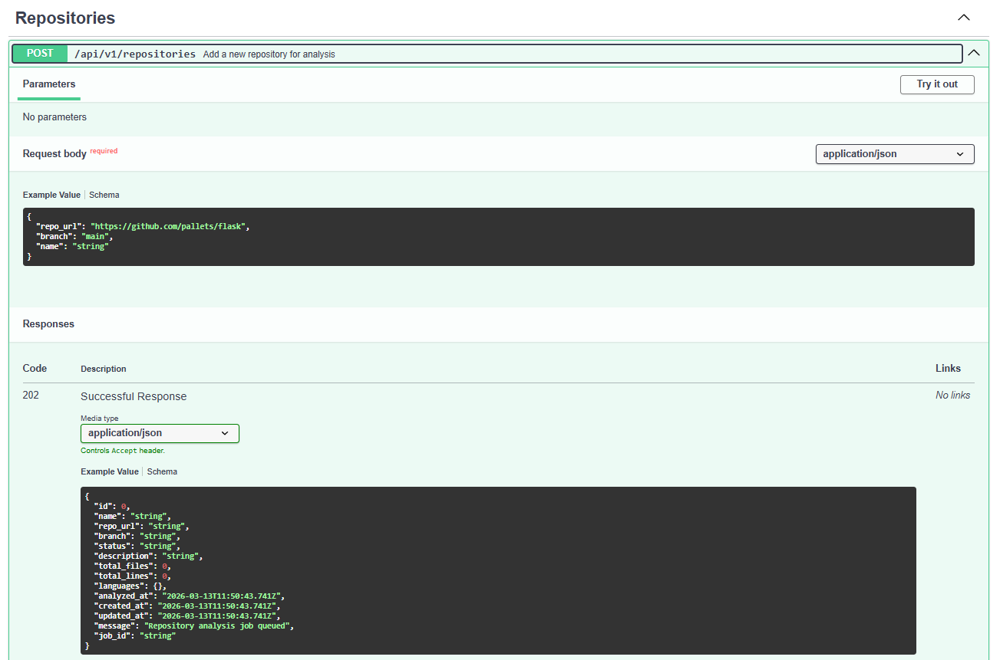 Repositories
POST /api/v1/repositories Add a new repository for analysis
Parameters
Try it out
No parameters
Request body required
application/json
Example Value Schema
{
  "repo_url": "https://github.com/pallets/flask",
  "branch": "main",
  "name": "string"
}
Responses
Code Description Links
202 Successful Response No links
Media type
application/json
Controls Accept header.
Example Value Schema
{
  "id": 0,
  "name": "string",
  "repo_url": "string",
  "branch": "string",
  "status": "string",
  "description": "string",
  "total_files": 0,
  "total_lines": 0,
  "languages": {},
  "analyzed_at": "2026-03-13T11:50:43.741Z",
  "created_at": "2026-03-13T11:50:43.741Z",
  "updated_at": "2026-03-13T11:50:43.741Z",
  "message": "Repository analysis job queued",
  "job_id": "string"
}